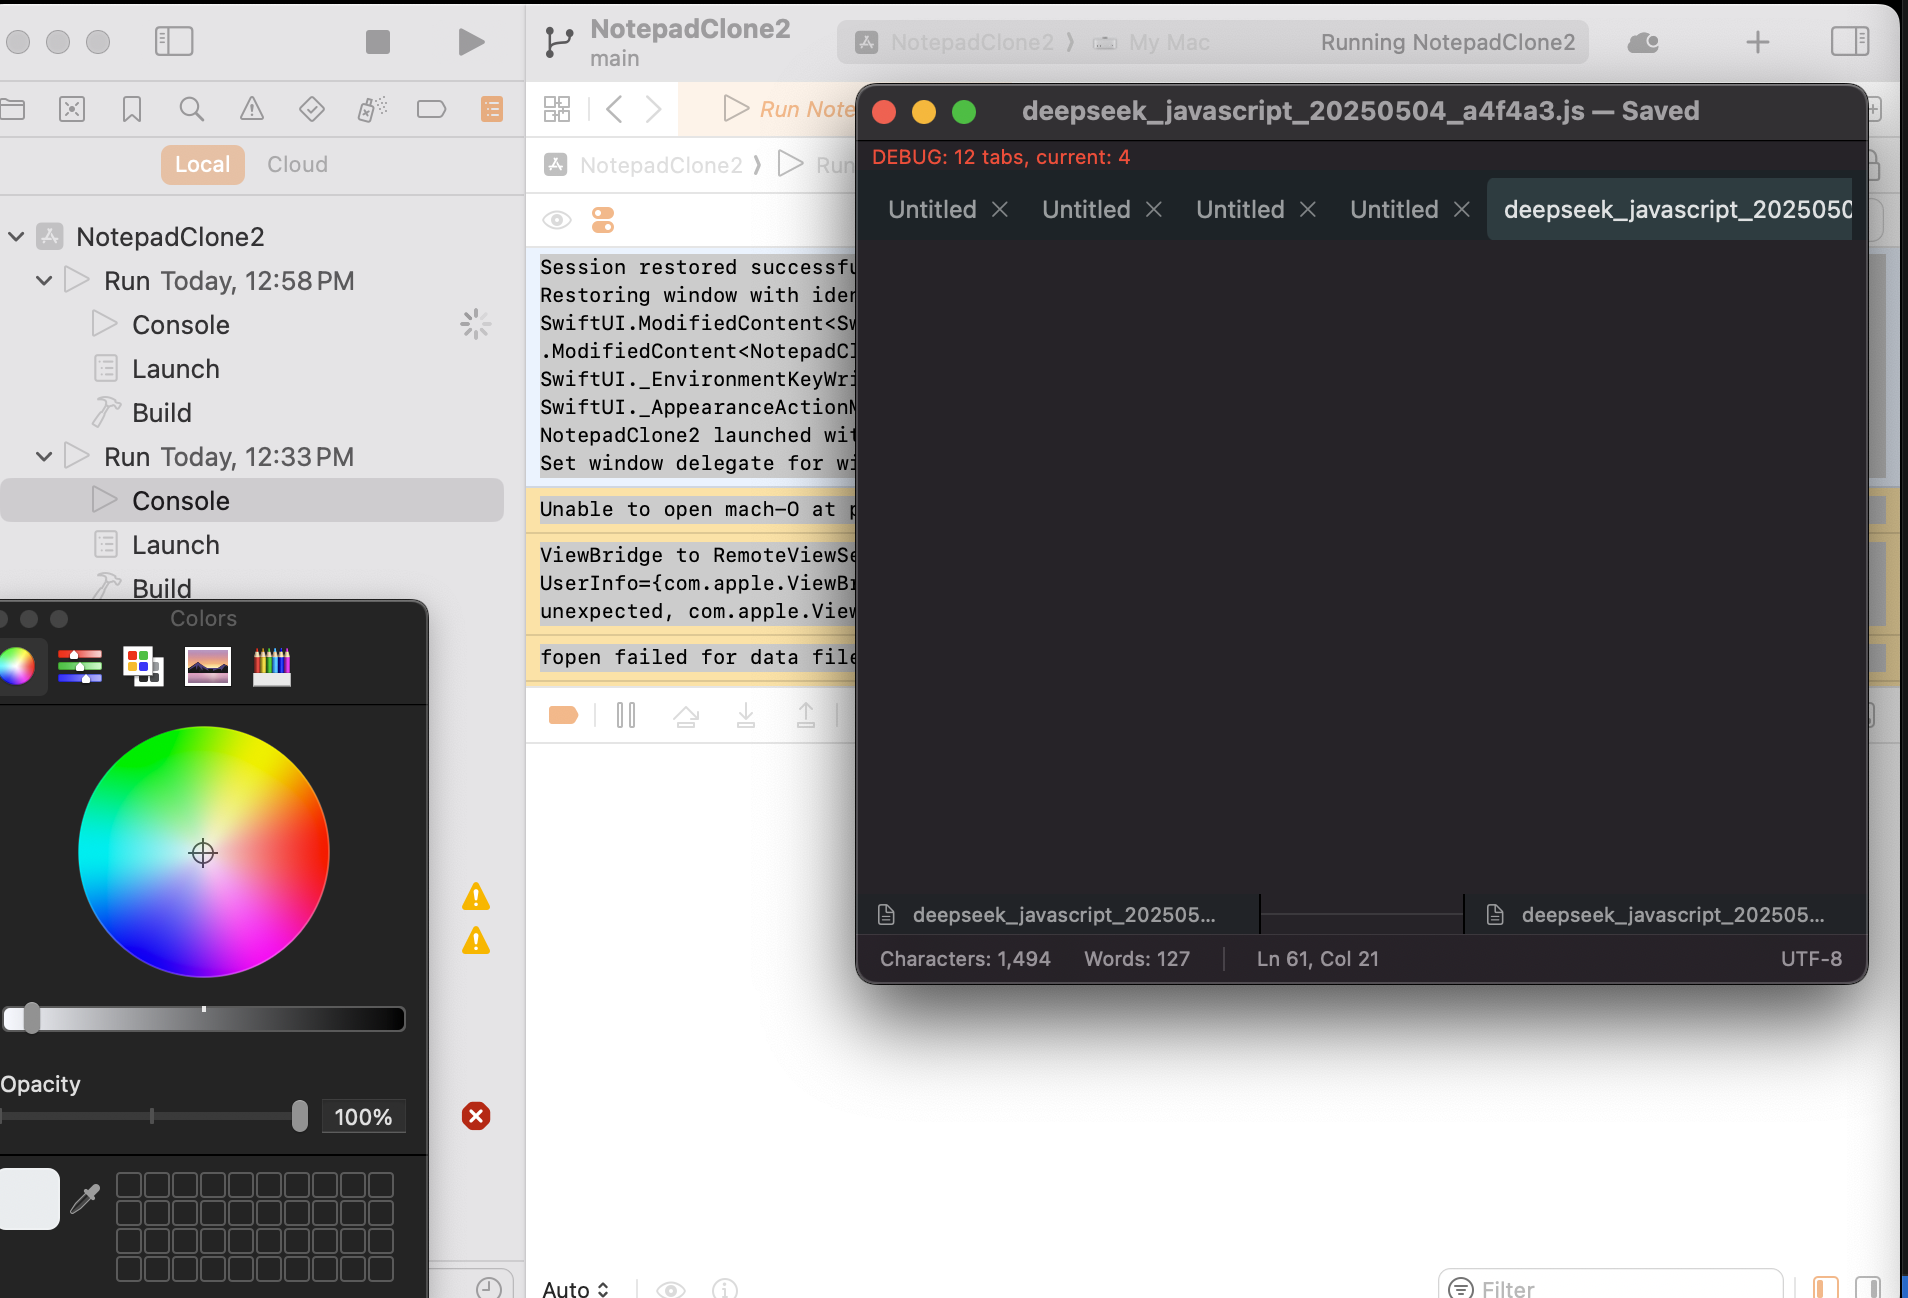 NotepadClone2
main
NotepadClone2 ⟩ My Mac
Running NotepadClone2
Local
Cloud
NotepadClone2
Run Today, 12:58 PM
Console
Launch
Build
Run Today, 12:33 PM
Console
Launch
Build
Run Note
NotepadClone2 ⟩ Run
Session restored successfu
Restoring window with iden
SwiftUI.ModifiedContent<Sw
.ModifiedContent<NotepadCl
SwiftUI._EnvironmentKeyWri
SwiftUI._AppearanceActionM
NotepadClone2 launched wit
Set window delegate for wi
Unable to open mach-O at p
ViewBridge to RemoteViewSe
UserInfo={com.apple.ViewBr
unexpected, com.apple.View
fopen failed for data file
deepseek_javascript_20250504_a4f4a3.js — Saved
DEBUG: 12 tabs, current: 4
Untitled
Untitled
Untitled
Untitled
deepseek_javascript_2025050
deepseek_javascript_202505...
deepseek_javascript_202505...
Characters: 1,494
Words: 127
Ln 61, Col 21
UTF-8
Colors
Opacity
100%
Auto
Filter